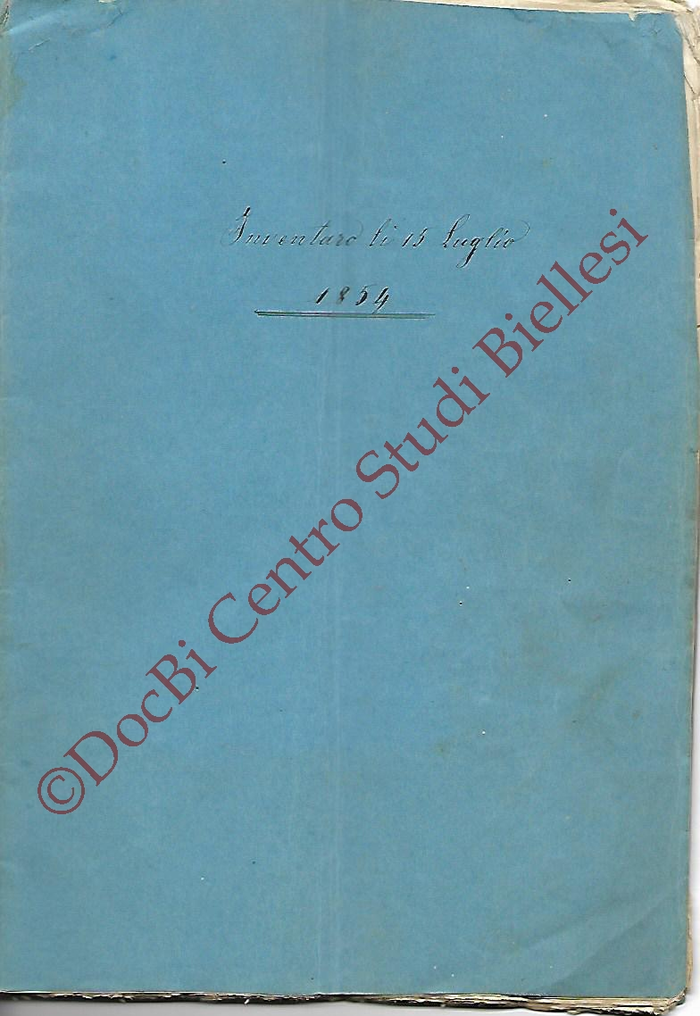 Inventaro li 15 Luglio
1854
©DocBi Centro Studi Biellesi